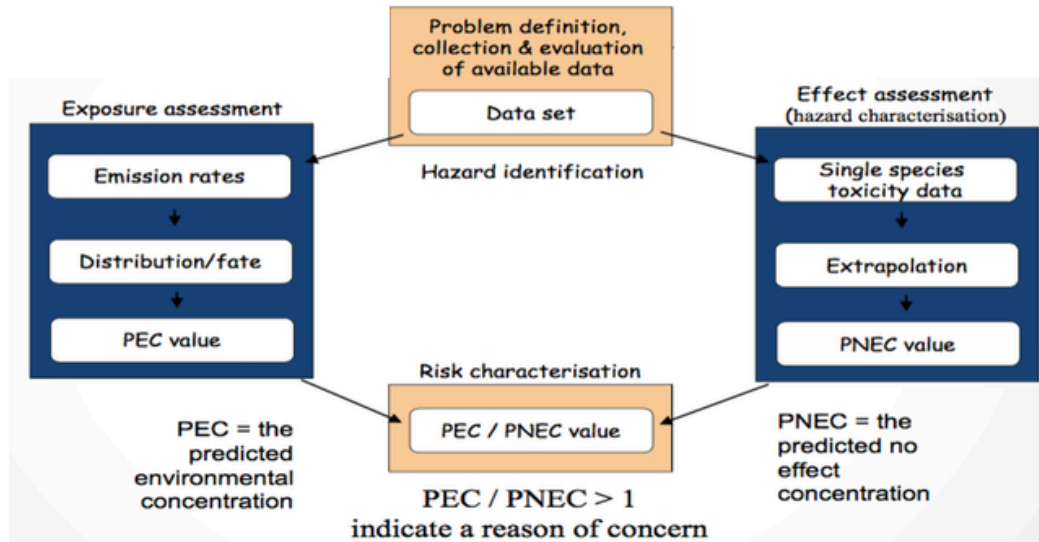 Problem definition,
collection & evaluation
of available data
Data set
Hazard identification
Exposure assessment
Emission rates
Distribution/fate
PEC value
Effect assessment
(hazard characterisation)
Single species
toxicity data
Extrapolation
PNEC value
Risk characterisation
PEC / PNEC value
PEC = the
predicted
environmental
concentration
PEC / PNEC > 1
indicate a reason of concern
PNEC = the
predicted no
effect
concentration